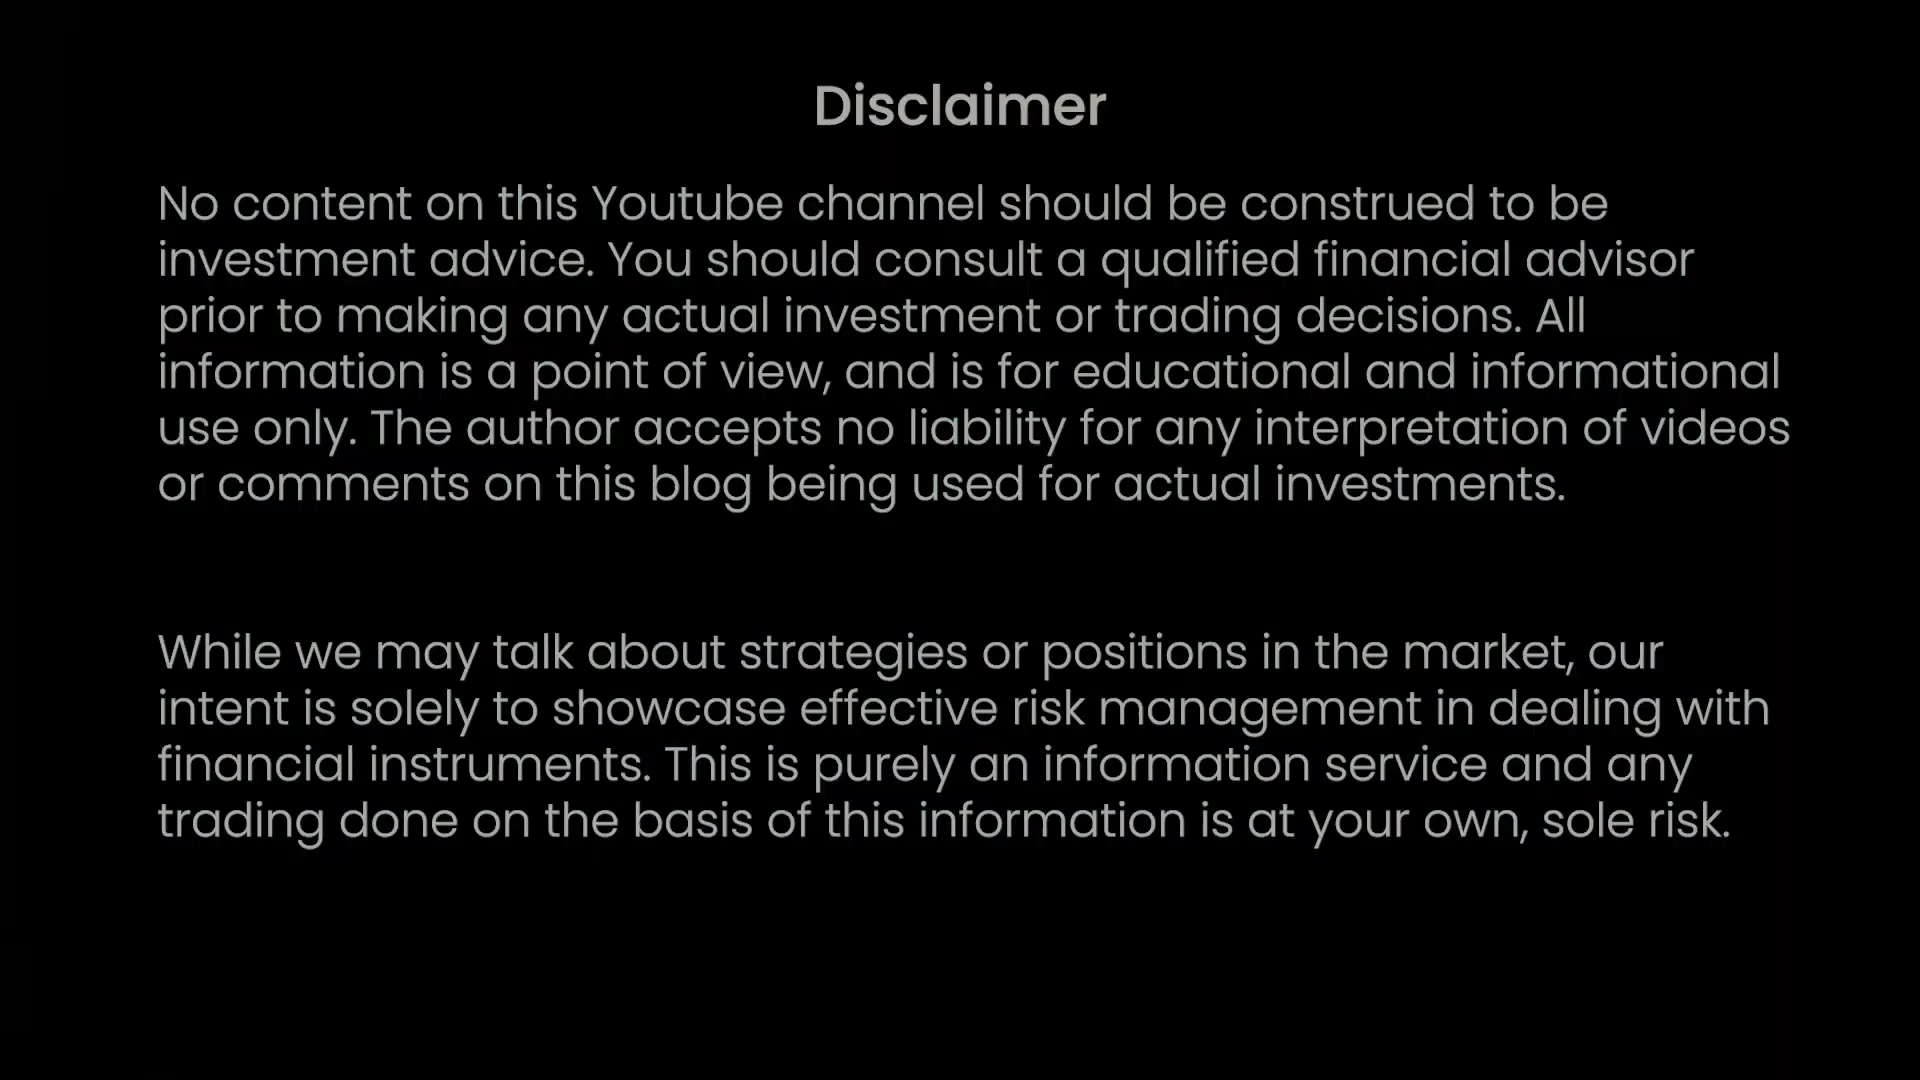 Disclaimer
No content on this Youtube channel should be construed to be
investment advice. You should consult a qualified financial advisor
prior to making any actual investment or trading decisions. All
information is a point of view, and is for educational and informational
use only. The author accepts no liability for any interpretation of videos
or comments on this blog being used for actual investments.
While we may talk about strategies or positions in the market, our
intent is solely to showcase effective risk management in dealing with
financial instruments. This is purely an information service and any
trading done on the basis of this information is at your own, sole risk.